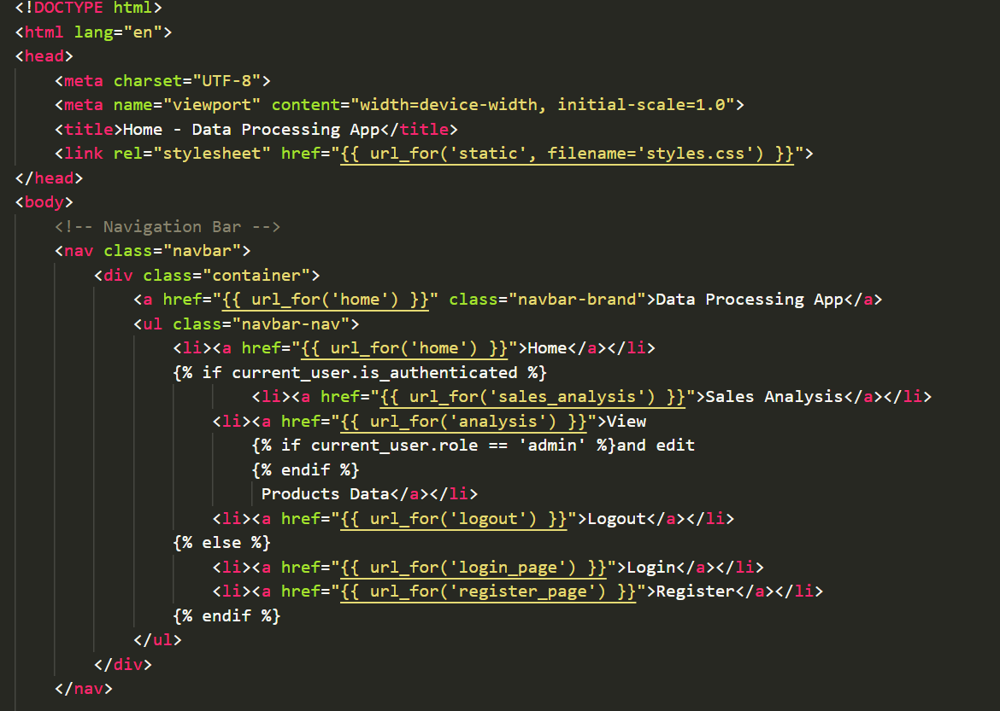 <!DOCTYPE html>
<html lang="en">
<head>
    <meta charset="UTF-8">
    <meta name="viewport" content="width=device-width, initial-scale=1.0">
    <title>Home - Data Processing App</title>
    <link rel="stylesheet" href="{{ url_for('static', filename='styles.css') }}">
</head>
<body>
    <!-- Navigation Bar -->
    <nav class="navbar">
        <div class="container">
            <a href="{{ url_for('home') }}" class="navbar-brand">Data Processing App</a>
            <ul class="navbar-nav">
                <li><a href="{{ url_for('home') }}">Home</a></li>
                {% if current_user.is_authenticated %}
                        <li><a href="{{ url_for('sales_analysis') }}">Sales Analysis</a></li>
                    <li><a href="{{ url_for('analysis') }}">View
                        {% if current_user.role == 'admin' %}and edit
                        {% endif %}
                         Products Data</a></li>
                    <li><a href="{{ url_for('logout') }}">Logout</a></li>
                {% else %}
                    <li><a href="{{ url_for('login_page') }}">Login</a></li>
                    <li><a href="{{ url_for('register_page') }}">Register</a></li>
                {% endif %}
            </ul>
        </div>
    </nav>